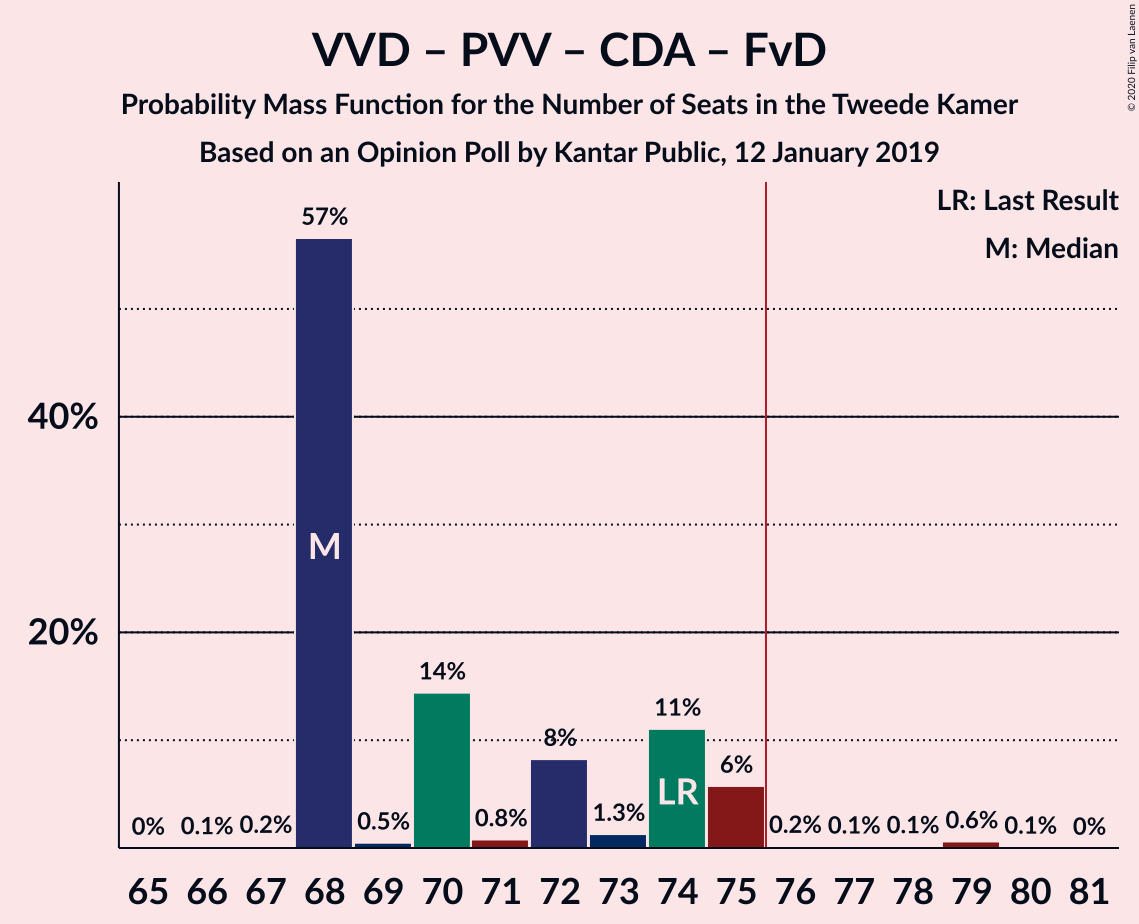 VVD – PVV – CDA – FvD
Probability Mass Function for the Number of Seats in the Tweede Kamer
Based on an Opinion Poll by Kantar Public, 12 January 2019
© 2020 Filip van Laenen
LR: Last Result
M: Median
40%
20%
0%
0.1%
0.2%
57%
0.5%
14%
0.8%
8%
1.3%
11%
6%
0.2%
0.1%
0.1%
0.6%
0.1%
0%
M
LR
65 66 67 68 69 70 71 72 73 74 75 76 77 78 79 80 81